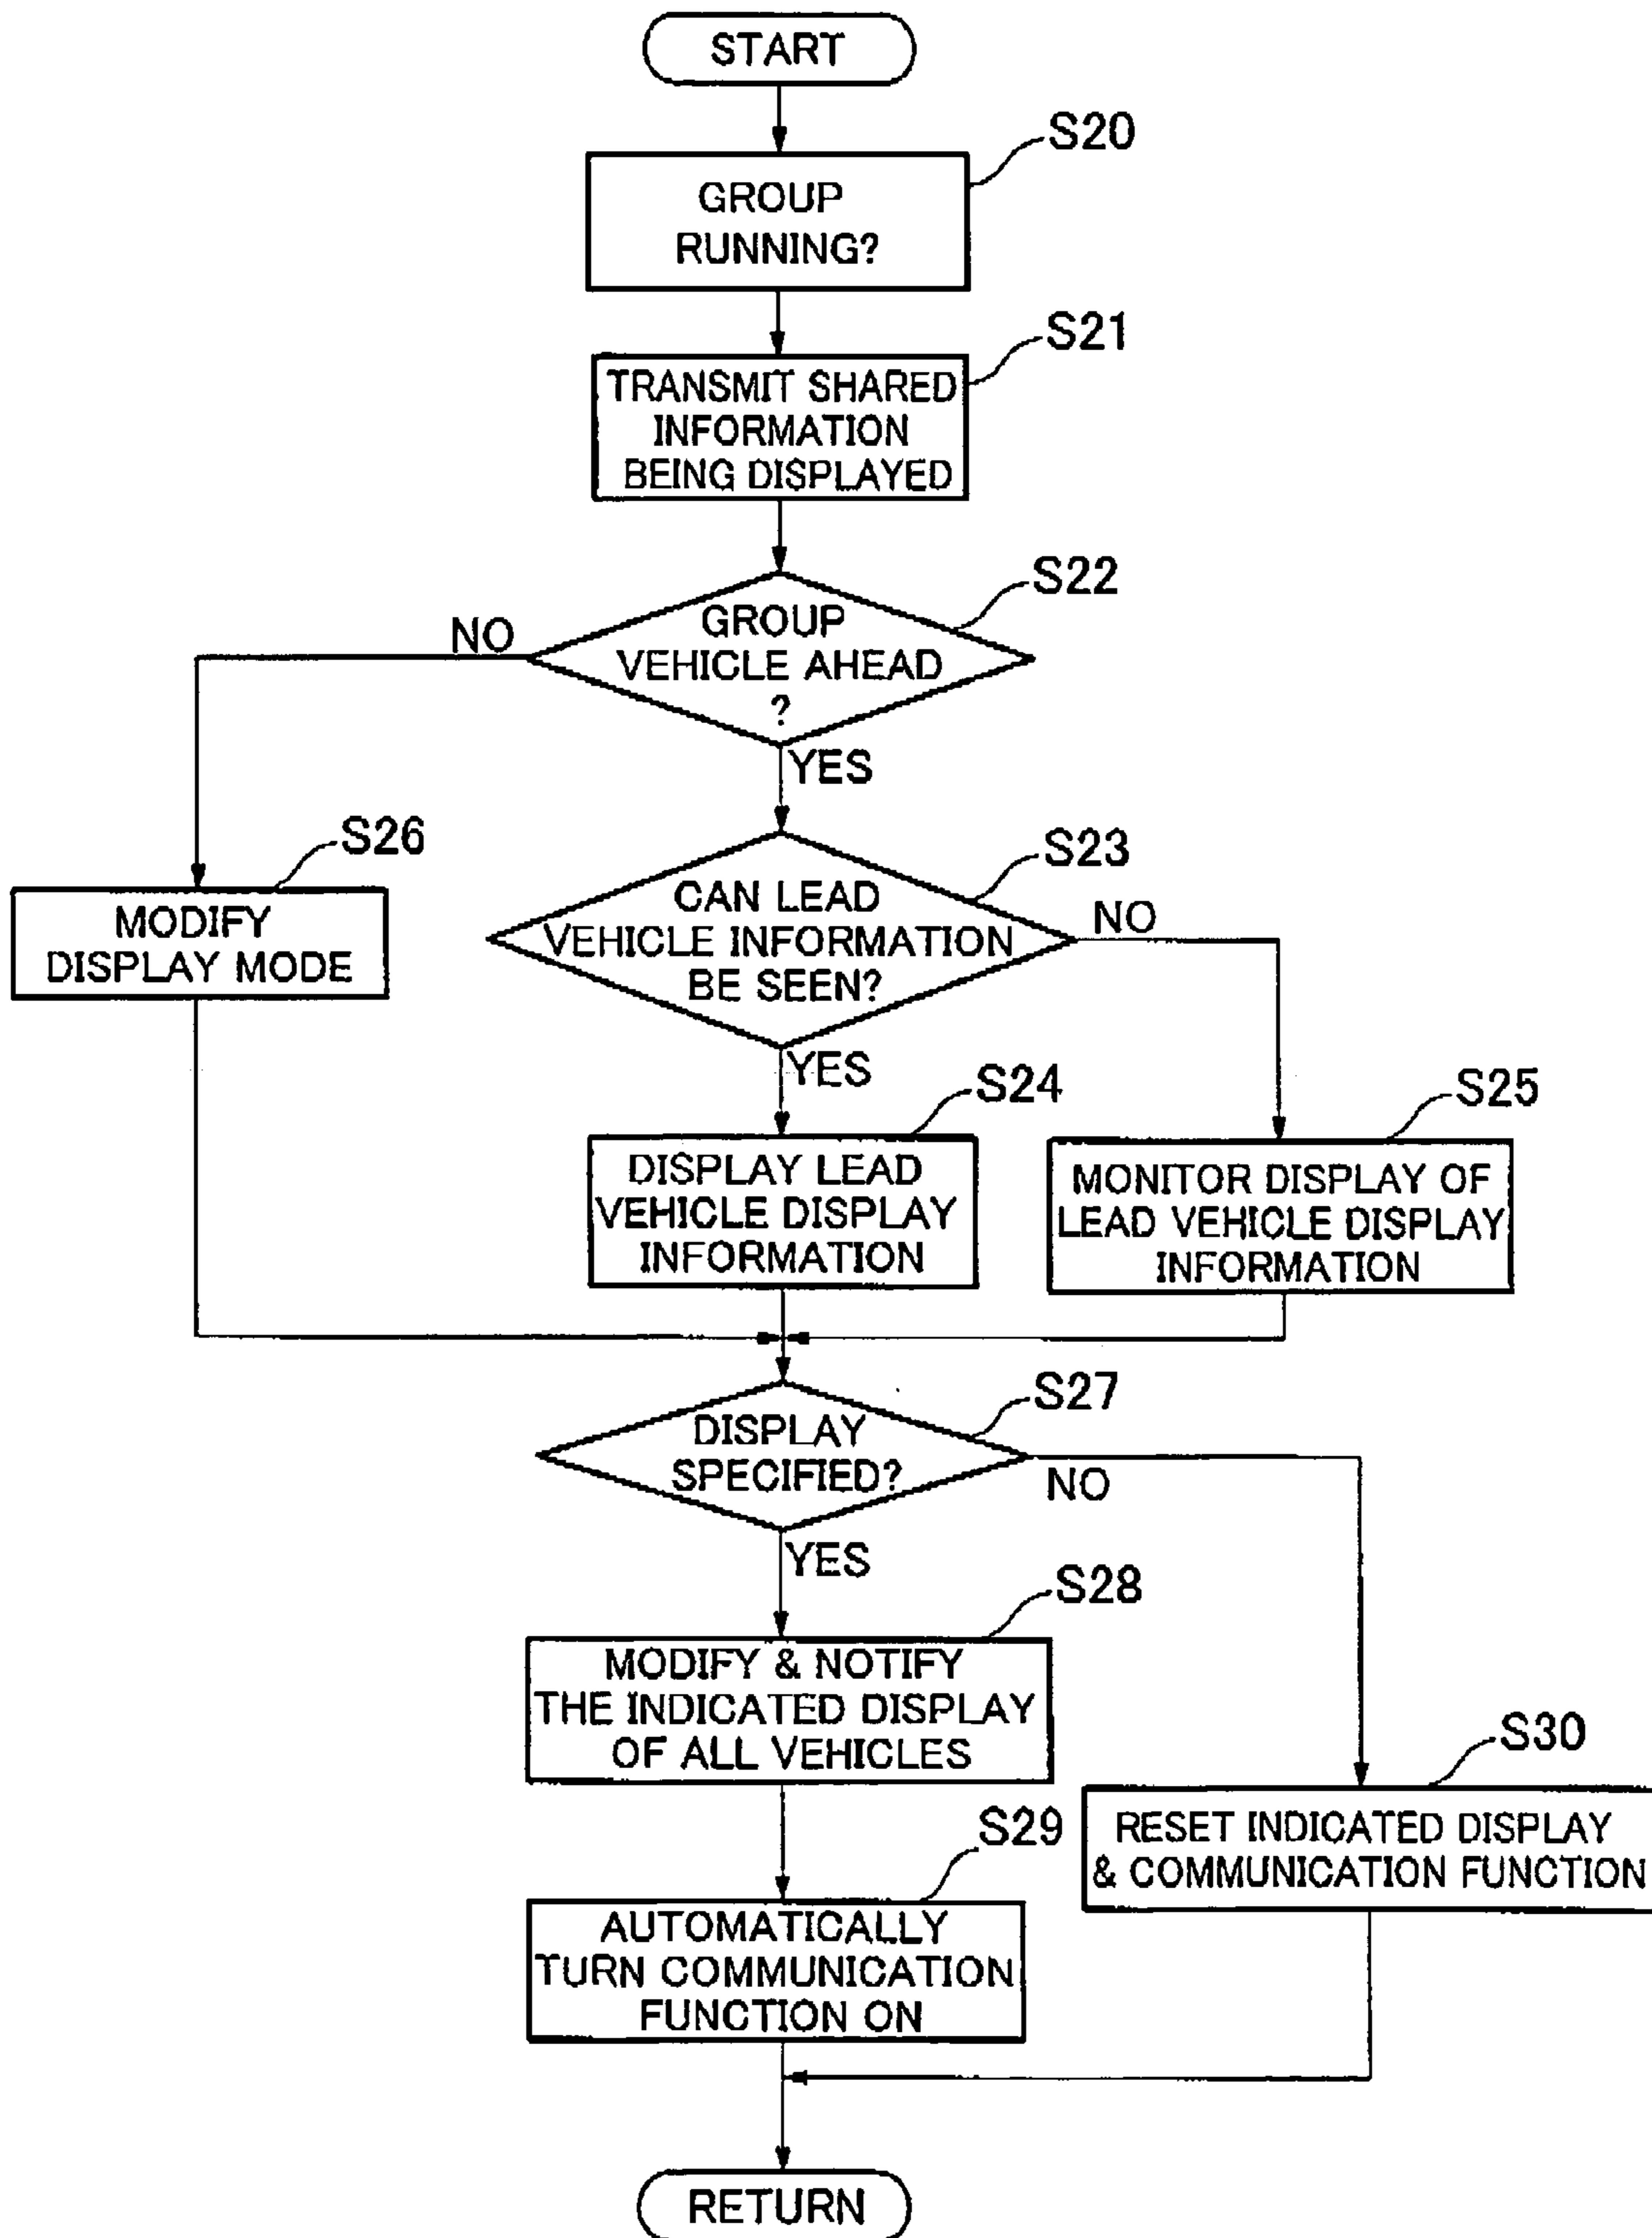 START
S20
GROUP
RUNNING?
S21
TRANSMIT SHARED
INFORMATION
BEING DISPLAYED
S22
GROUP
VEHICLE AHEAD
?
NO
YES
S26
MODIFY
DISPLAY MODE
S23
CAN LEAD
VEHICLE INFORMATION
BE SEEN?
NO
YES
S24
DISPLAY LEAD
VEHICLE DISPLAY
INFORMATION
S25
MONITOR DISPLAY OF
LEAD VEHICLE DISPLAY
INFORMATION
S27
DISPLAY
SPECIFIED?
NO
YES
S28
MODIFY & NOTIFY
THE INDICATED DISPLAY
OF ALL VEHICLES
S30
RESET INDICATED DISPLAY
& COMMUNICATION FUNCTION
S29
AUTOMATICALLY
TURN COMMUNICATION
FUNCTION ON
RETURN